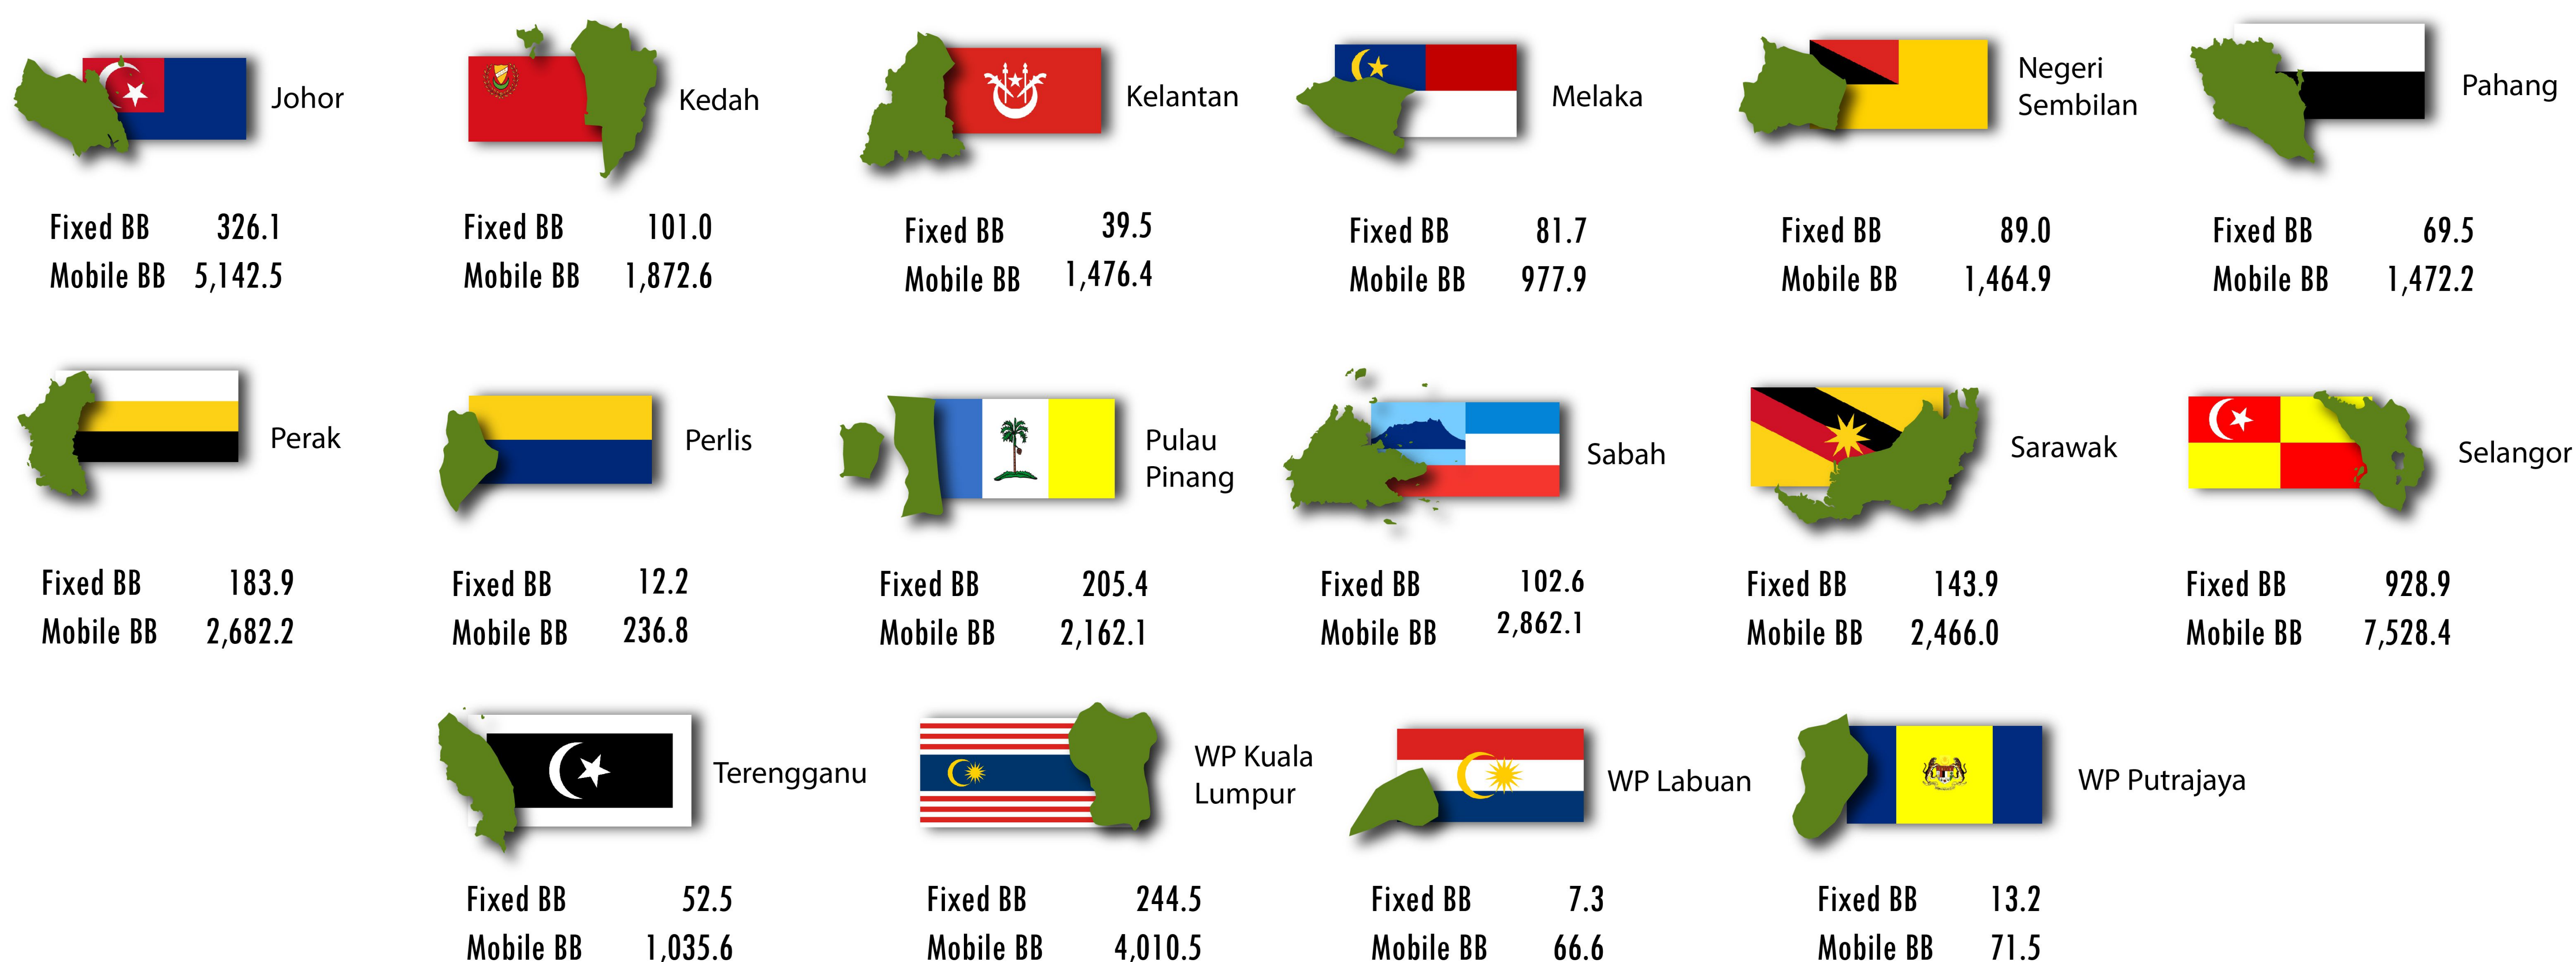 Johor
Fixed BB 326.1
Mobile BB 5,142.5
Kedah
Fixed BB 101.0
Mobile BB 1,872.6
Kelantan
Fixed BB 39.5
Mobile BB 1,476.4
Melaka
Fixed BB 81.7
Mobile BB 977.9
Negeri
Sembilan
Fixed BB 89.0
Mobile BB 1,464.9
Pahang
Fixed BB 69.5
Mobile BB 1,472.2
Perak
Fixed BB 183.9
Mobile BB 2,682.2
Perlis
Fixed BB 12.2
Mobile BB 236.8
Pulau
Pinang
Fixed BB 205.4
Mobile BB 2,162.1
Sabah
Fixed BB 102.6
Mobile BB 2,862.1
Sarawak
Fixed BB 143.9
Mobile BB 2,466.0
Selangor
Fixed BB 928.9
Mobile BB 7,528.4
Terengganu
Fixed BB 52.5
Mobile BB 1,035.6
WP Kuala
Lumpur
Fixed BB 244.5
Mobile BB 4,010.5
WP Labuan
Fixed BB 7.3
Mobile BB 66.6
WP Putrajaya
Fixed BB 13.2
Mobile BB 71.5